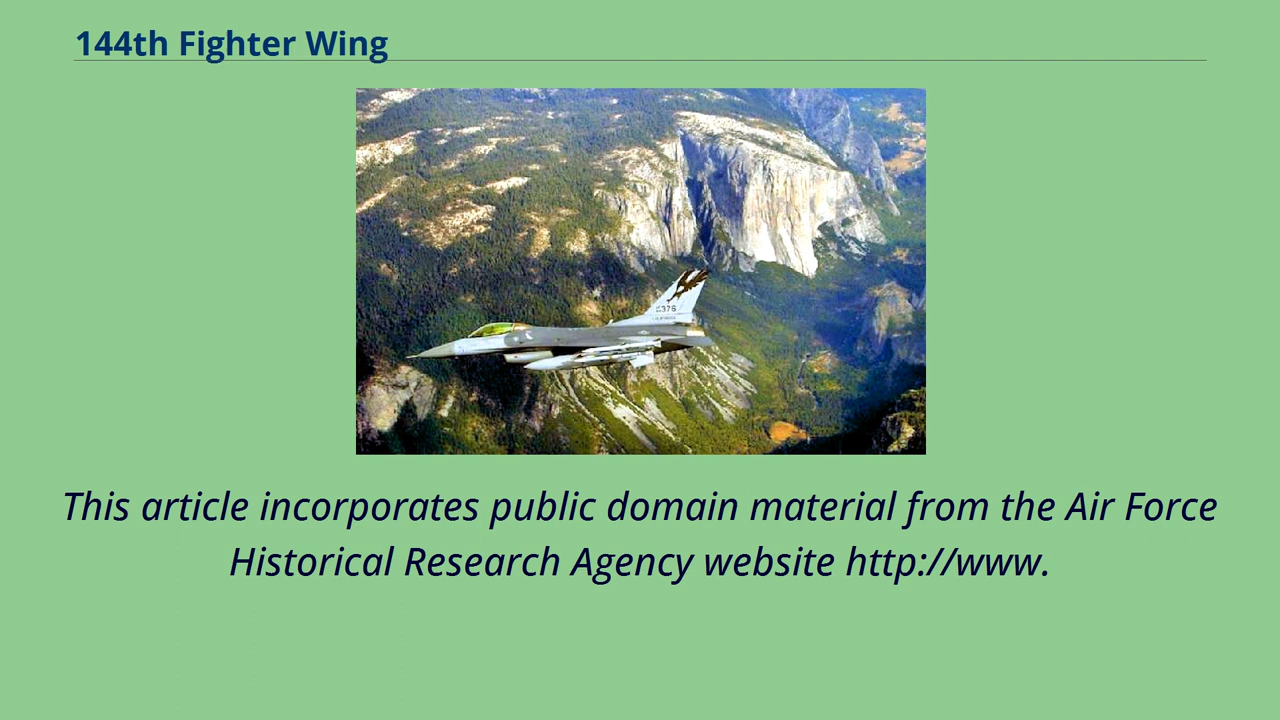 144th Fighter Wing
376
This article incorporates public domain material from the Air Force
Historical Research Agency website http://www.